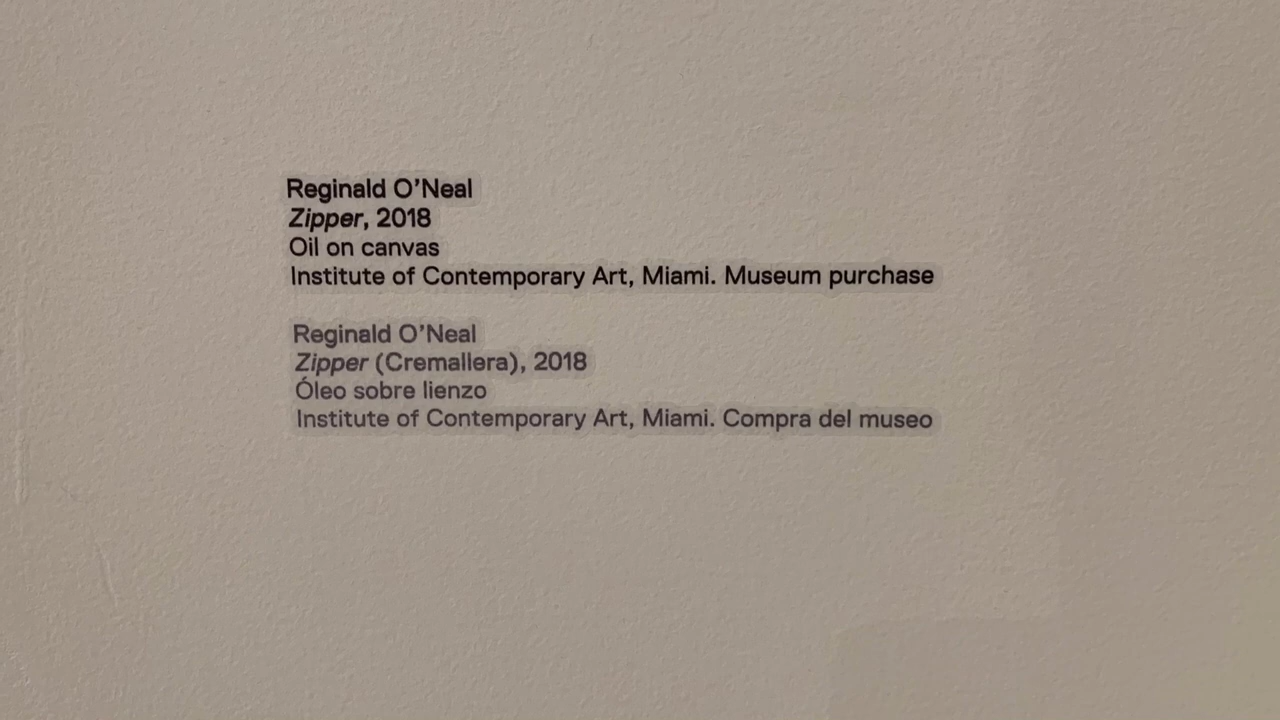 Reginald O’Neal
Zipper, 2018
Oil on canvas
Institute of Contemporary Art, Miami. Museum purchase
Reginald O’Neal
Zipper (Cremallera), 2018
Óleo sobre lienzo
Institute of Contemporary Art, Miami. Compra del museo